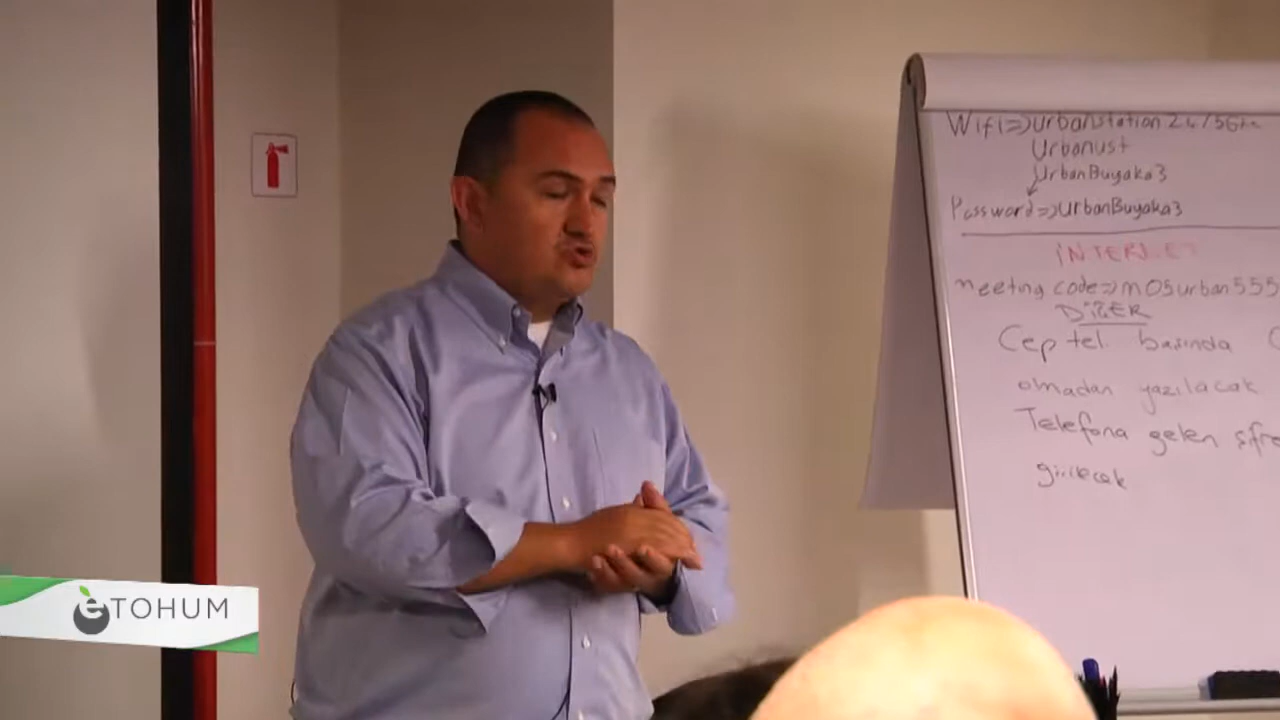 Wifi=>urbanstation 2.4/5GHz
Urbanust
UrbanBuyaka3
Password=>UrbanBuyaka3
INTERNET
meeting code=>m05urban555
DİĞER
Cep tel. başında
olmadan yazılacak
Telefona gelen şifre
girilecek
eTOHUM